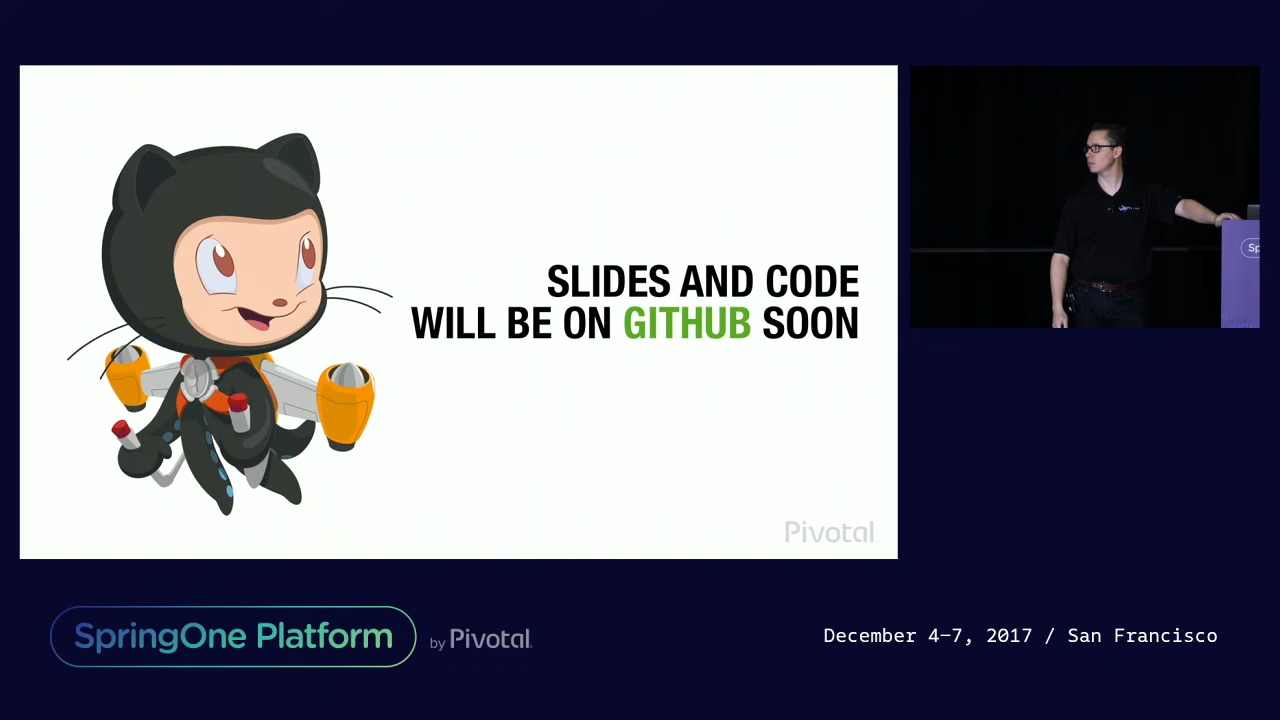 SLIDES AND CODE
WILL BE ON GITHUB SOON
Pivotal
Sp
SpringOne Platform
by Pivotal.
December 4–7, 2017 / San Francisco